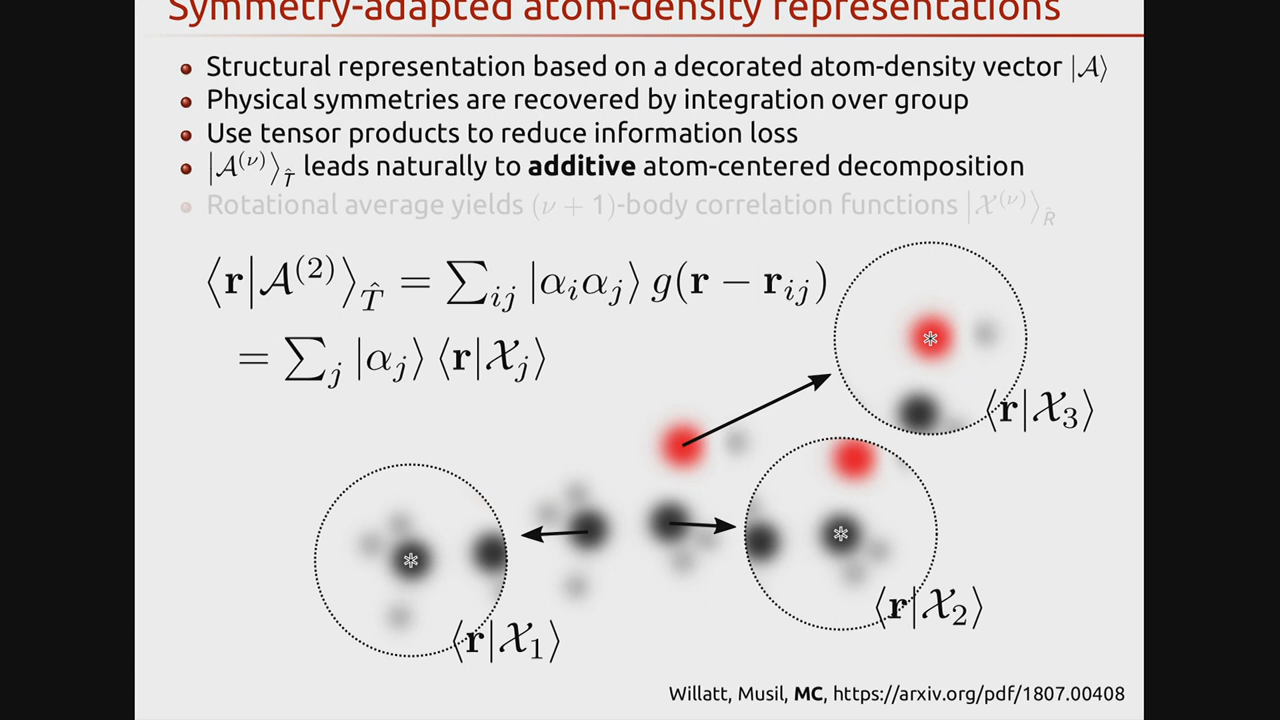 Symmetry-adapted atom-density representations
Structural representation based on a decorated atom-density vector |𝒜⟩
Physical symmetries are recovered by integration over group
Use tensor products to reduce information loss
|𝒜^(ν)⟩_T̂ leads naturally to additive atom-centered decomposition
Rotational average yields (ν + 1)-body correlation functions |𝒳^(ν)⟩_R̂
⟨r|𝒜^(2)⟩_T̂ = ∑_ij |α_i α_j⟩ g(r − r_ij)
= ∑_j |α_j⟩ ⟨r|𝒳_j⟩
⟨r|𝒳_3⟩
⟨r|𝒳_2⟩
⟨r|𝒳_1⟩
Willatt, Musil, MC, https://arxiv.org/pdf/1807.00408